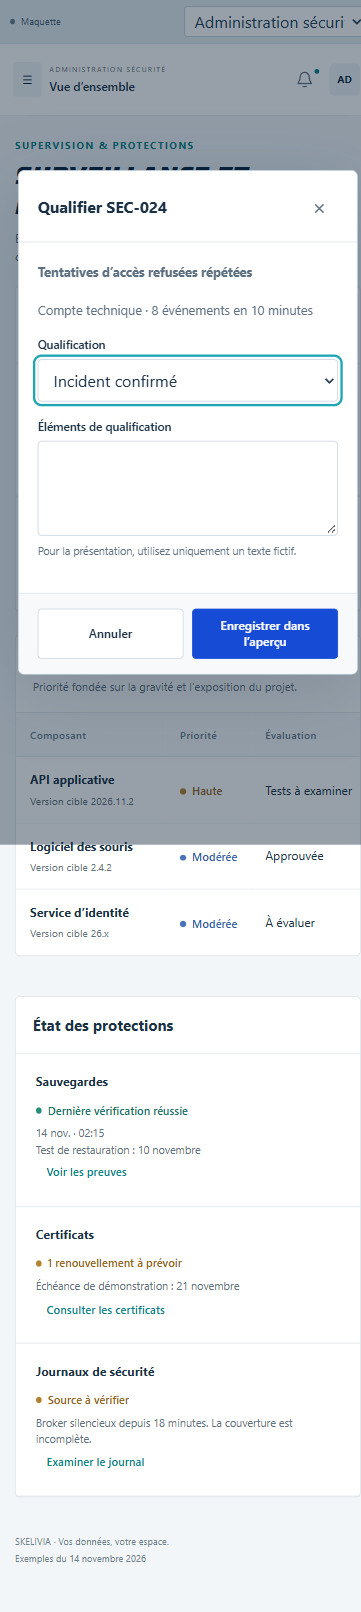 Maquette
Administration sécuri
ADMINISTRATION SÉCURITÉ
Vue d'ensemble
AD
SUPERVISION & PROTECTIONS
SURVEILLANCE ET
Qualifier SEC-024
Tentatives d'accès refusées répétées
Compte technique · 8 événements en 10 minutes
Qualification
Incident confirmé
Éléments de qualification
Pour la présentation, utilisez uniquement un texte fictif.
Annuler
Enregistrer dans
l'aperçu
Priorité fondée sur la gravité et l'exposition du projet.
Composant Priorité Évaluation
API applicative
Version cible 2026.11.2
Haute
Tests à examiner
Logiciel des souris
Version cible 2.4.2
Modérée
Approuvée
Service d'identité
Version cible 26.x
Modérée
À évaluer
État des protections
Sauvegardes
Dernière vérification réussie
14 nov. · 02:15
Test de restauration : 10 novembre
Voir les preuves
Certificats
1 renouvellement à prévoir
Échéance de démonstration : 21 novembre
Consulter les certificats
Journaux de sécurité
Source à vérifier
Broker silencieux depuis 18 minutes. La couverture est
incomplète.
Examiner le journal
SKELIVIA · Vos données, votre espace.
Exemples du 14 novembre 2026